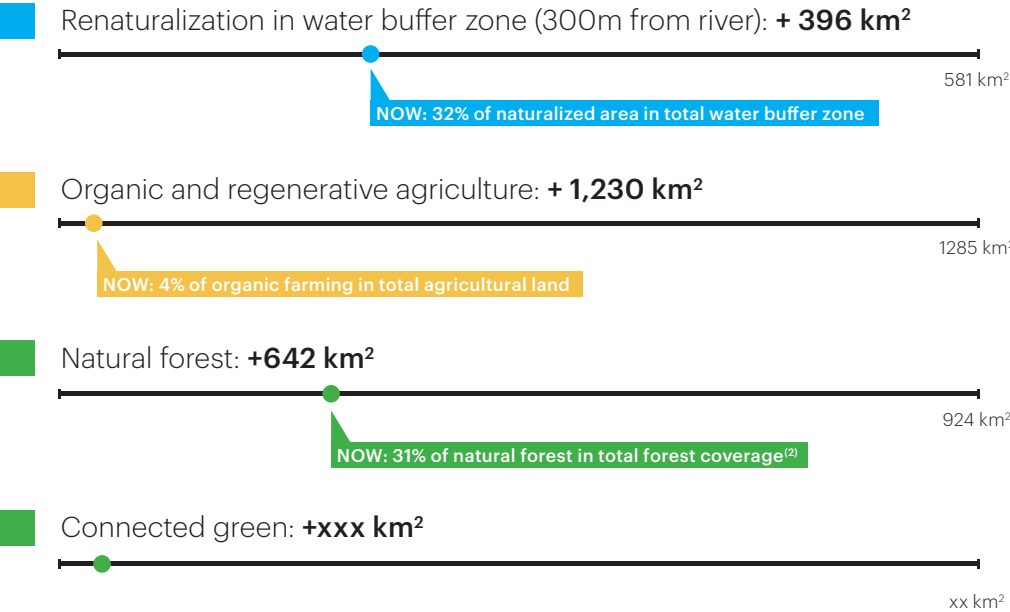 Renaturalization in water buffer zone (300m from river): + 396 km²
581 km²
NOW: 32% of naturalized area in total water buffer zone
Organic and regenerative agriculture: + 1,230 km²
1285 km²
NOW: 4% of organic farming in total agricultural land
Natural forest: +642 km²
924 km²
NOW: 31% of natural forest in total forest coverage⁽²⁾
Connected green: +xxx km²
xx km²